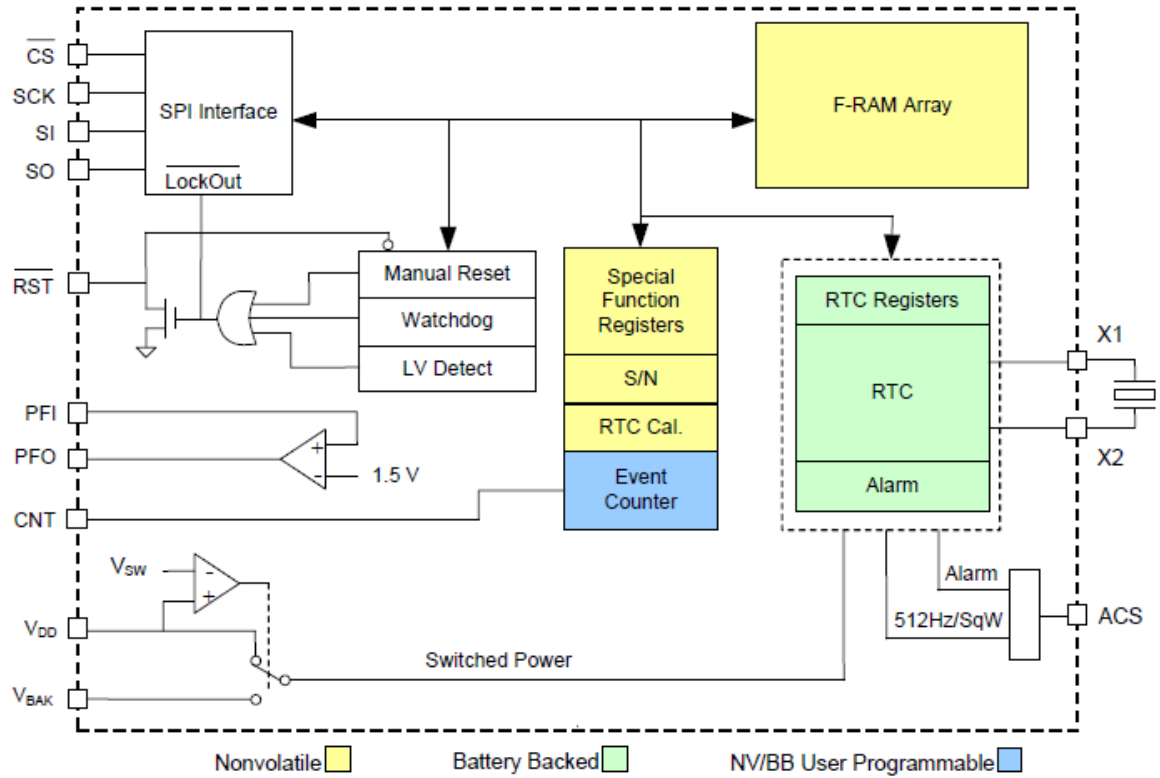 CS
SCK
SI
SO
SPI Interface
LockOut
F-RAM Array
RST
Manual Reset
Watchdog
LV Detect
Special
Function
Registers
S/N
RTC Cal.
Event
Counter
RTC Registers
RTC
Alarm
X1
X2
PFI
PFO
+
-
1.5 V
CNT
VSW
-
+
VDD
VBAK
Switched Power
Alarm
512Hz/SqW
ACS
Nonvolatile
Battery Backed
NV/BB User Programmable